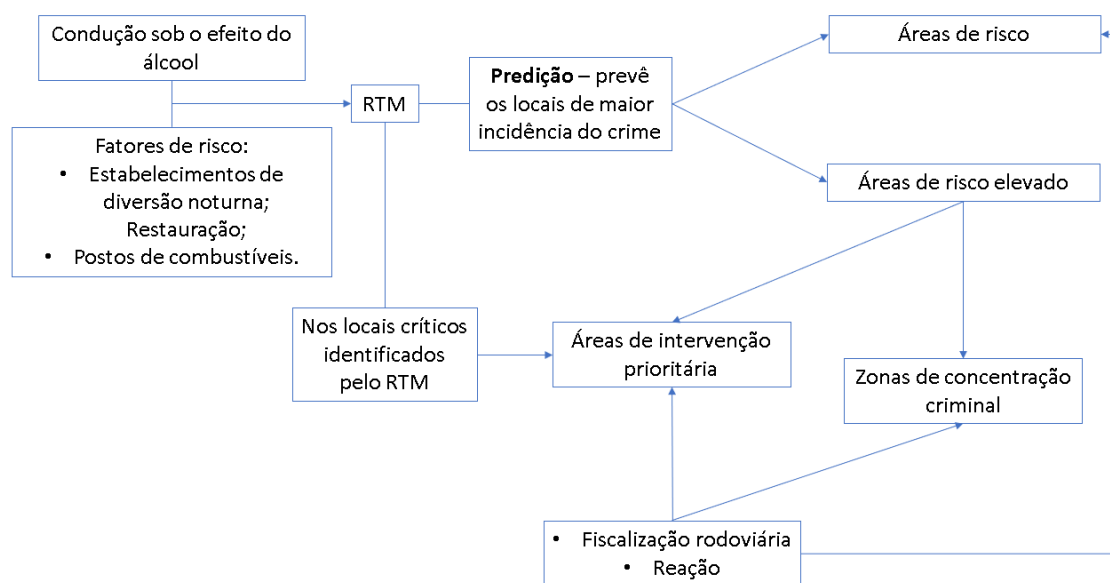 Condução sob o efeito do
álcool
Fatores de risco:
• Estabelecimentos de
diversão noturna;
Restauração;
• Postos de combustíveis.
RTM
Predição – prevê
os locais de maior
incidência do crime
Áreas de risco
Áreas de risco elevado
Nos locais críticos
identificados
pelo RTM
Áreas de intervenção
prioritária
Zonas de concentração
criminal
• Fiscalização rodoviária
• Reação